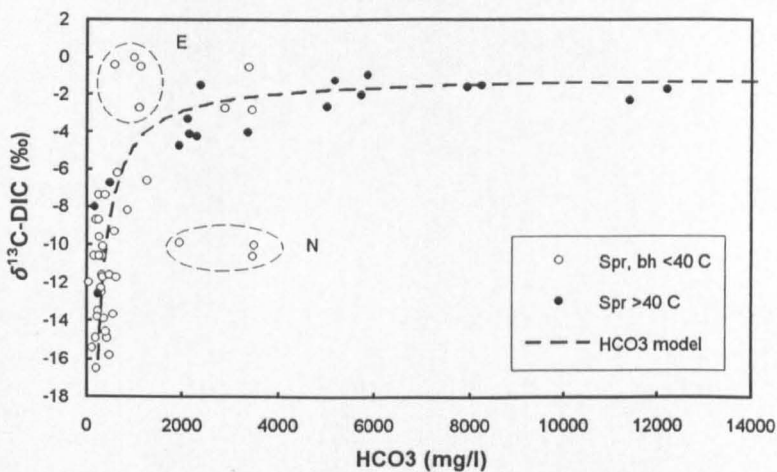 E
N
0
-2
-4
-6
-8
-10
-12
-14
-16
-18
δ¹³C-DIC (‰)
Spr, bh <40 C
Spr >40 C
HCO3 model
0 2000 4000 6000 8000 10000 12000 14000
HCO3 (mg/l)